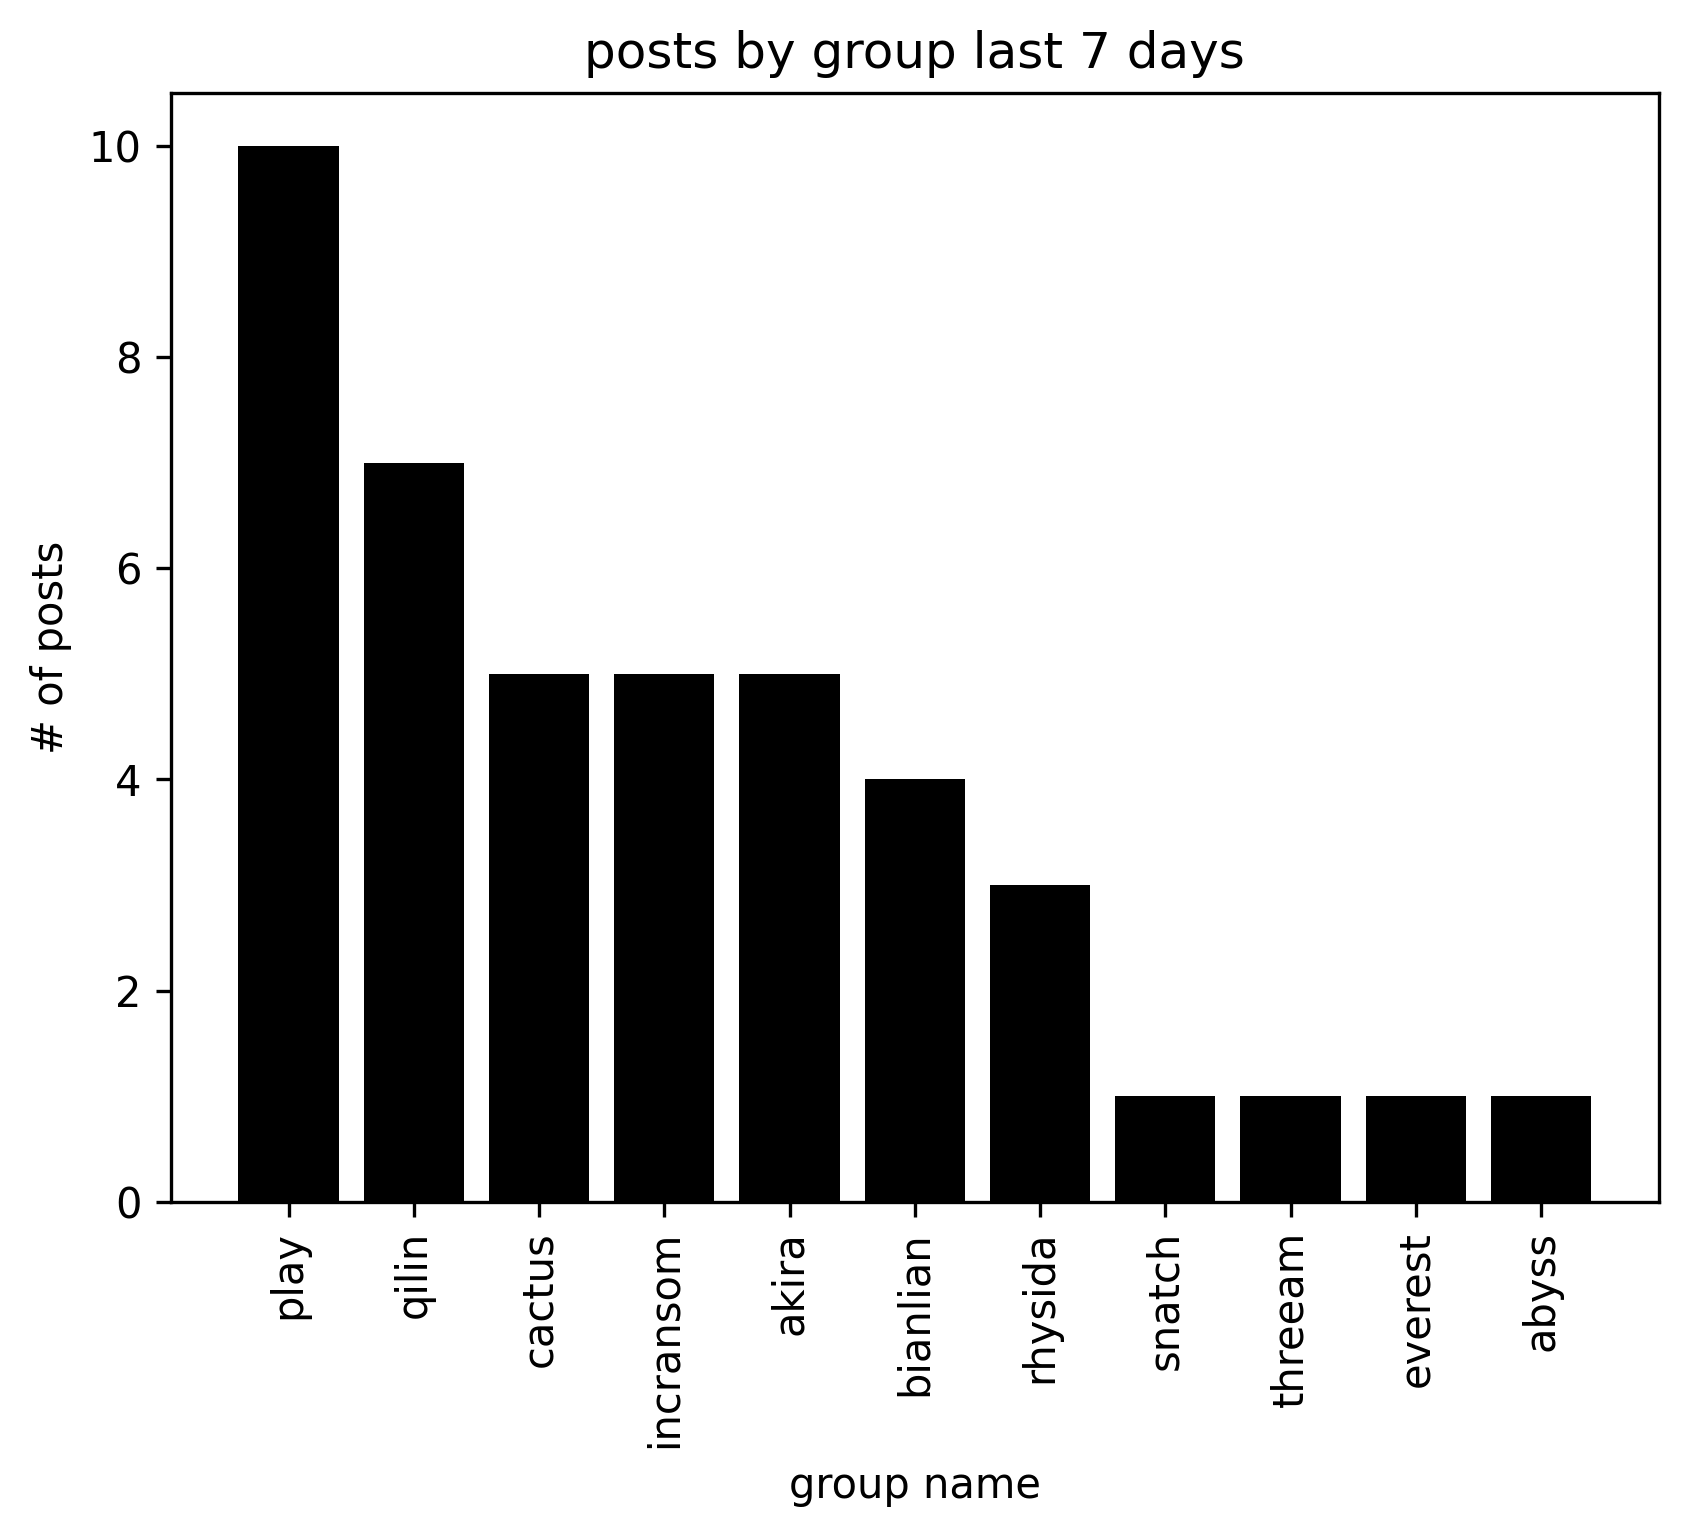 posts by group last 7 days
# of posts
10
8
6
4
2
0
play
qilin
cactus
incransom
akira
bianlian
rhysida
snatch
threeam
everest
abyss
group name